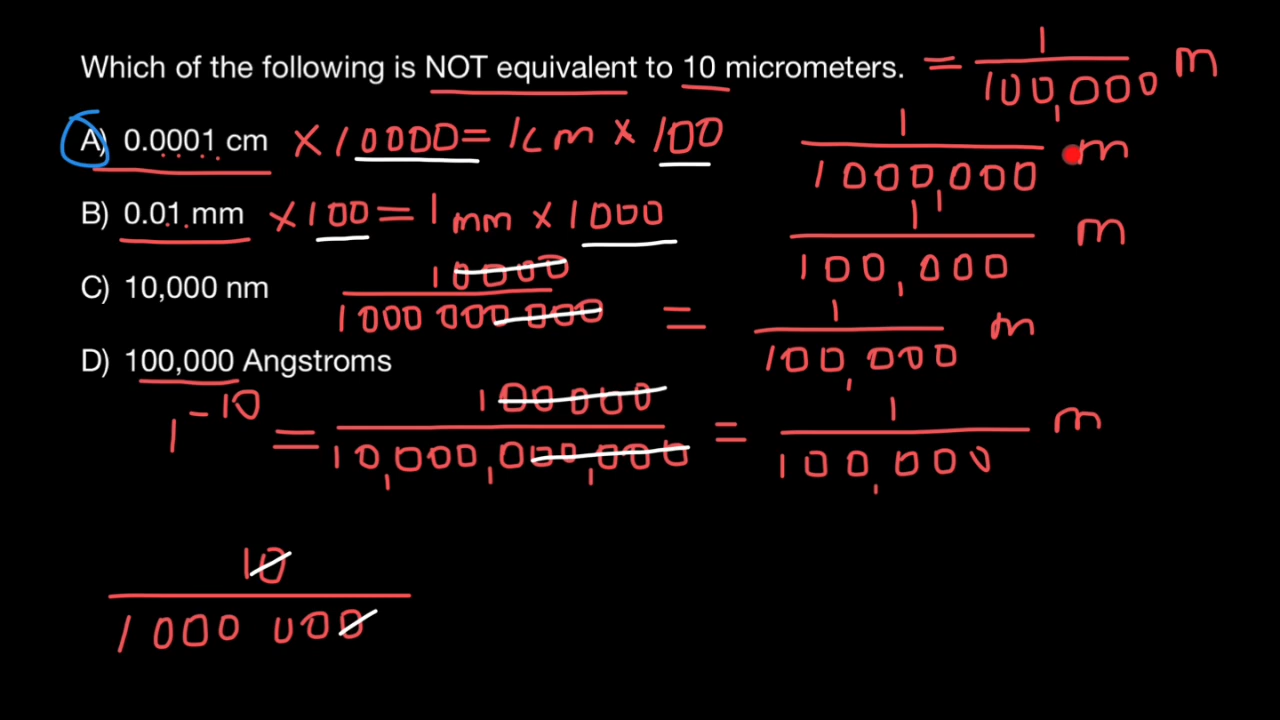 Which of the following is NOT equivalent to 10 micrometers. = 1 / 100,000 m
A) 0.0001 cm × 10000 = 1cm × 100 1 / 1000,000 m
B) 0.01 mm × 100 = 1 mm × 1000 1 / 100,000 m
C) 10,000 nm 10000 / 1000 000 000 = 1 / 100,000 m
D) 100,000 Angstroms
1^-10 = 100000 / 10,000,000,000 = 1 / 100,000 m
10 / 1000 000